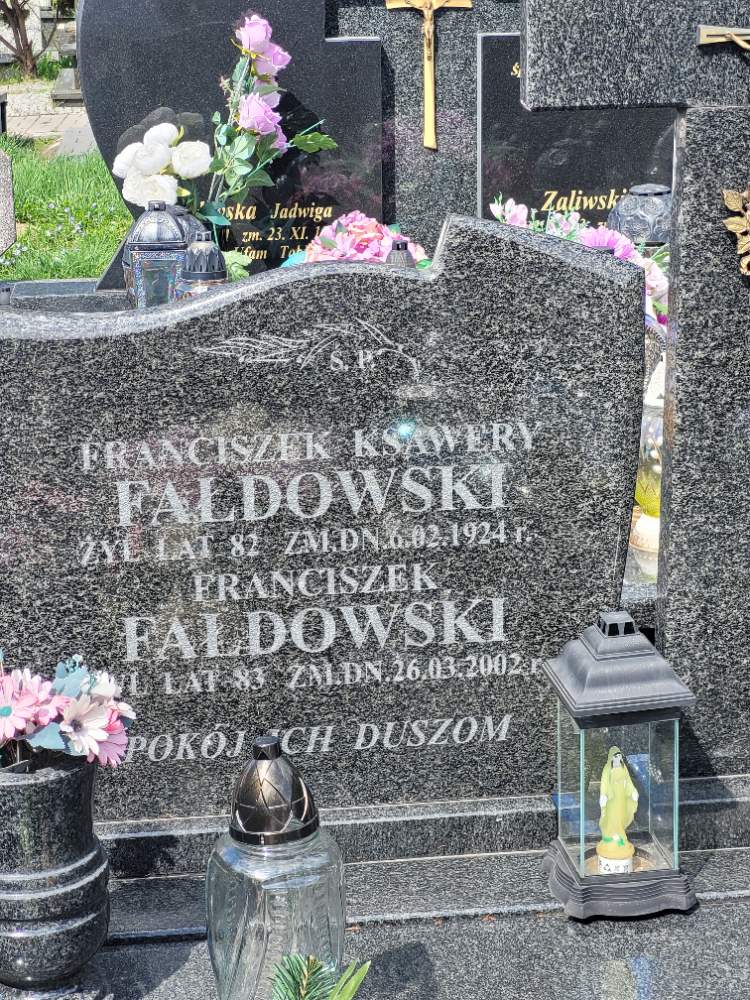 Jadwiga
zm. 23. XI.
Ufam
Zaliwski
Ś. P.
FRANCISZEK KSAWERY
FAŁDOWSKI
ŻYŁ LAT 82 ZM.DN.6.02.1924 r.
FRANCISZEK
FAŁDOWSKI
LAT 83 ZM.DN.26.03.2002 r.
POKÓJ ICH DUSZOM